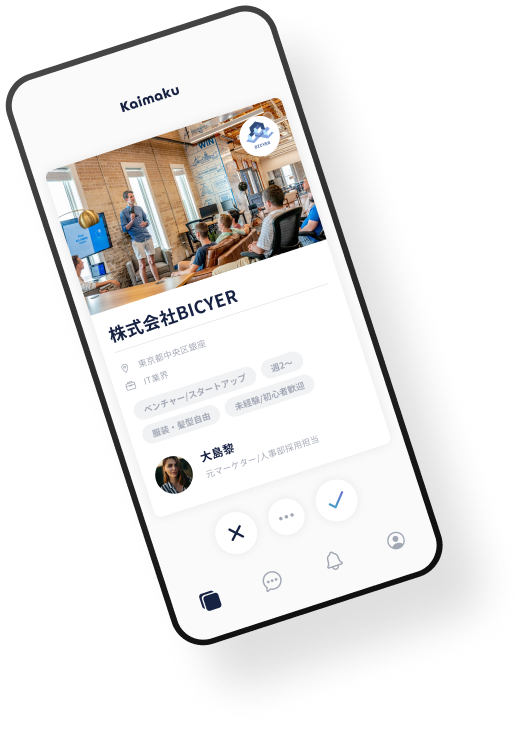 Kaimaku
WIN
BICYER
株式会社BICYER
東京都中央区銀座
IT業界
ベンチャー/スタートアップ
週2〜
服装・髪型自由
未経験/初心者歓迎
大島黎
元マーケター/人事部採用担当